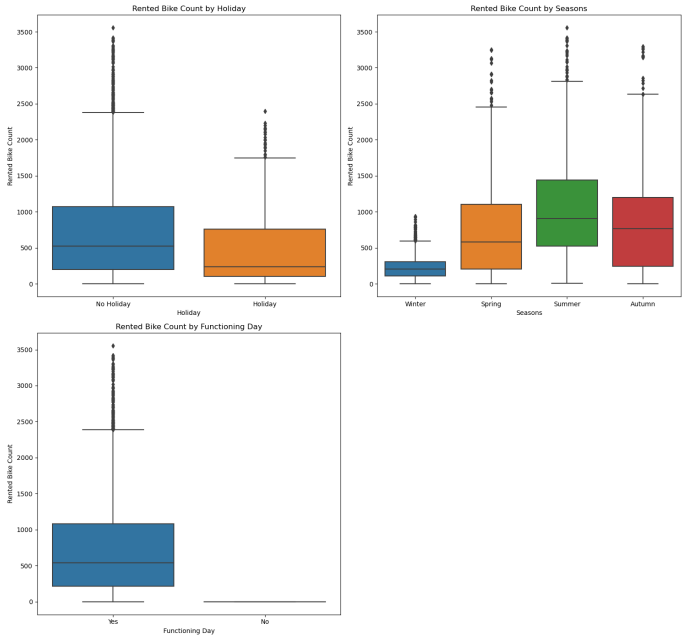 Rented Bike Count by Holiday
3500
3000
2500
2000
1500
1000
500
0
Rented Bike Count
No Holiday Holiday
Holiday
Rented Bike Count by Seasons
3500
3000
2500
2000
1500
1000
500
0
Rented Bike Count
Winter Spring Summer Autumn
Seasons
Rented Bike Count by Functioning Day
3500
3000
2500
2000
1500
1000
500
0
Rented Bike Count
Yes No
Functioning Day